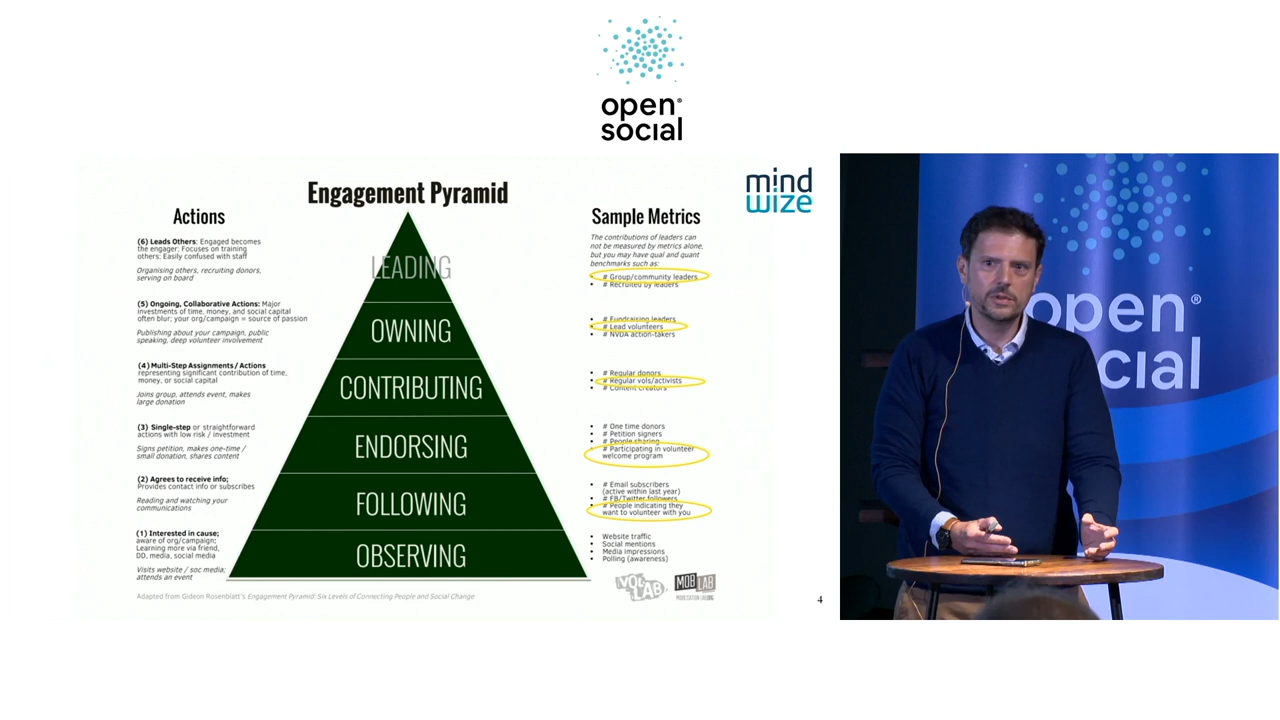 open®
social
mind
wize
Engagement Pyramid
Actions
(6) Leads Others: Engaged becomes
the engager; Focuses on training
others; Easily confused with staff
Organising others, recruiting donors,
serving on board
(5) Ongoing, Collaborative Actions: Major
investments of time, money, and social capital
often blur; your org/campaign = source of passion
Publishing about your campaign, public
speaking, deep volunteer involvement
(4) Multi-Step Assignments / Actions
representing significant contribution of time,
money, or social capital
Joins group, attends event, makes
large donation
(3) Single-step or straightforward
actions with low risk / investment
Signs petition, makes one-time /
small donation, shares content
(2) Agrees to receive info;
Provides contact info or subscribes
Reading and watching your
communications
(1) Interested in cause;
aware of org/campaign;
Learning more via friend,
DD, media, social media
Visits website / soc media;
attends an event
LEADING
OWNING
CONTRIBUTING
ENDORSING
FOLLOWING
OBSERVING
Sample Metrics
The contributions of leaders can
not be measured by metrics alone,
but you may have qual and quant
benchmarks such as:
• # Group/community leaders
• # Recruited by leaders
• # Fundraising leaders
• # Lead volunteers
• # NVDA action-takers
• # Regular donors
• # Regular vols/activists
• # Content creators
• # One time donors
• # Petition signers
• # People sharing
• # Participating in volunteer
welcome program
• # Email subscribers
(active within last year)
• # FB/Twitter followers
• # People indicating they
want to volunteer with you
• Website traffic
• Social mentions
• Media impressions
• Polling (awareness)
Adapted from Gideon Rosenblatt's Engagement Pyramid: Six Levels of Connecting People and Social Change
VOL
LAB
MOB LAB
4
open®
cial